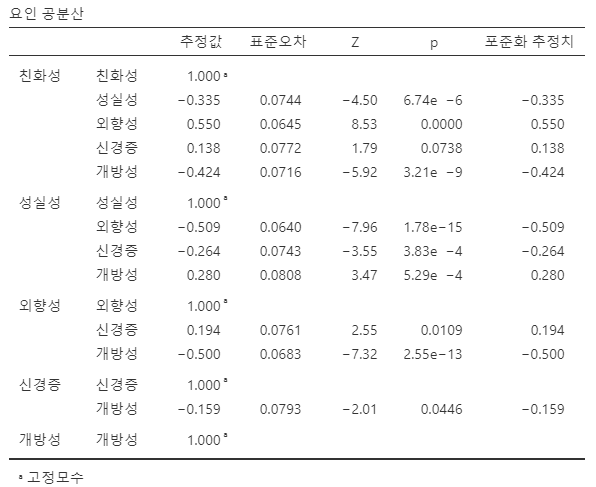 요인 공분산
추정값 표준오차 Z p 포준화 추정치
친화성 친화성 1.000 ᵃ
성실성 −0.335 0.0744 −4.50 6.74e −6 −0.335
외향성 0.550 0.0645 8.53 0.0000 0.550
신경증 0.138 0.0772 1.79 0.0738 0.138
개방성 −0.424 0.0716 −5.92 3.21e −9 −0.424
성실성 성실성 1.000 ᵃ
외향성 −0.509 0.0640 −7.96 1.78e−15 −0.509
신경증 −0.264 0.0743 −3.55 3.83e −4 −0.264
개방성 0.280 0.0808 3.47 5.29e −4 0.280
외향성 외향성 1.000 ᵃ
신경증 0.194 0.0761 2.55 0.0109 0.194
개방성 −0.500 0.0683 −7.32 2.55e−13 −0.500
신경증 신경증 1.000 ᵃ
개방성 −0.159 0.0793 −2.01 0.0446 −0.159
개방성 개방성 1.000 ᵃ
ᵃ 고정모수